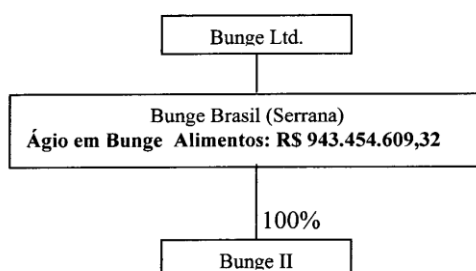 Bunge Ltd.
Bunge Brasil (Serrana)
Ágio em Bunge Alimentos: R$ 943.454.609,32
100%
Bunge II